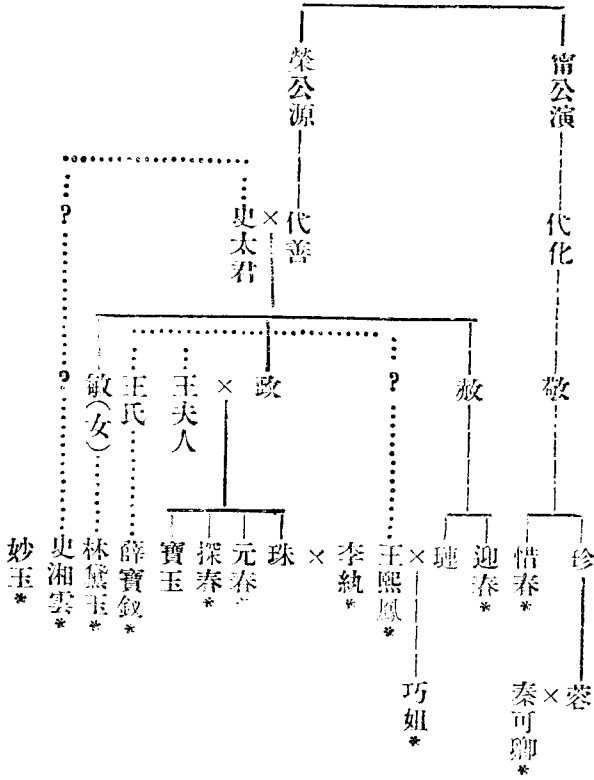 甯公演
榮公源
代化
代善
×
史太君
?
敬
赦
?
政
×
王夫人
王氏
敏(女)
?
珍
惜春*
迎春*
璉
×
王熙鳳*
李紈*
×
珠
元春*
探春*
寶玉
薛寶釵*
林黛玉*
史湘雲*
妙玉*
蓉
×
秦可卿*
巧姐*